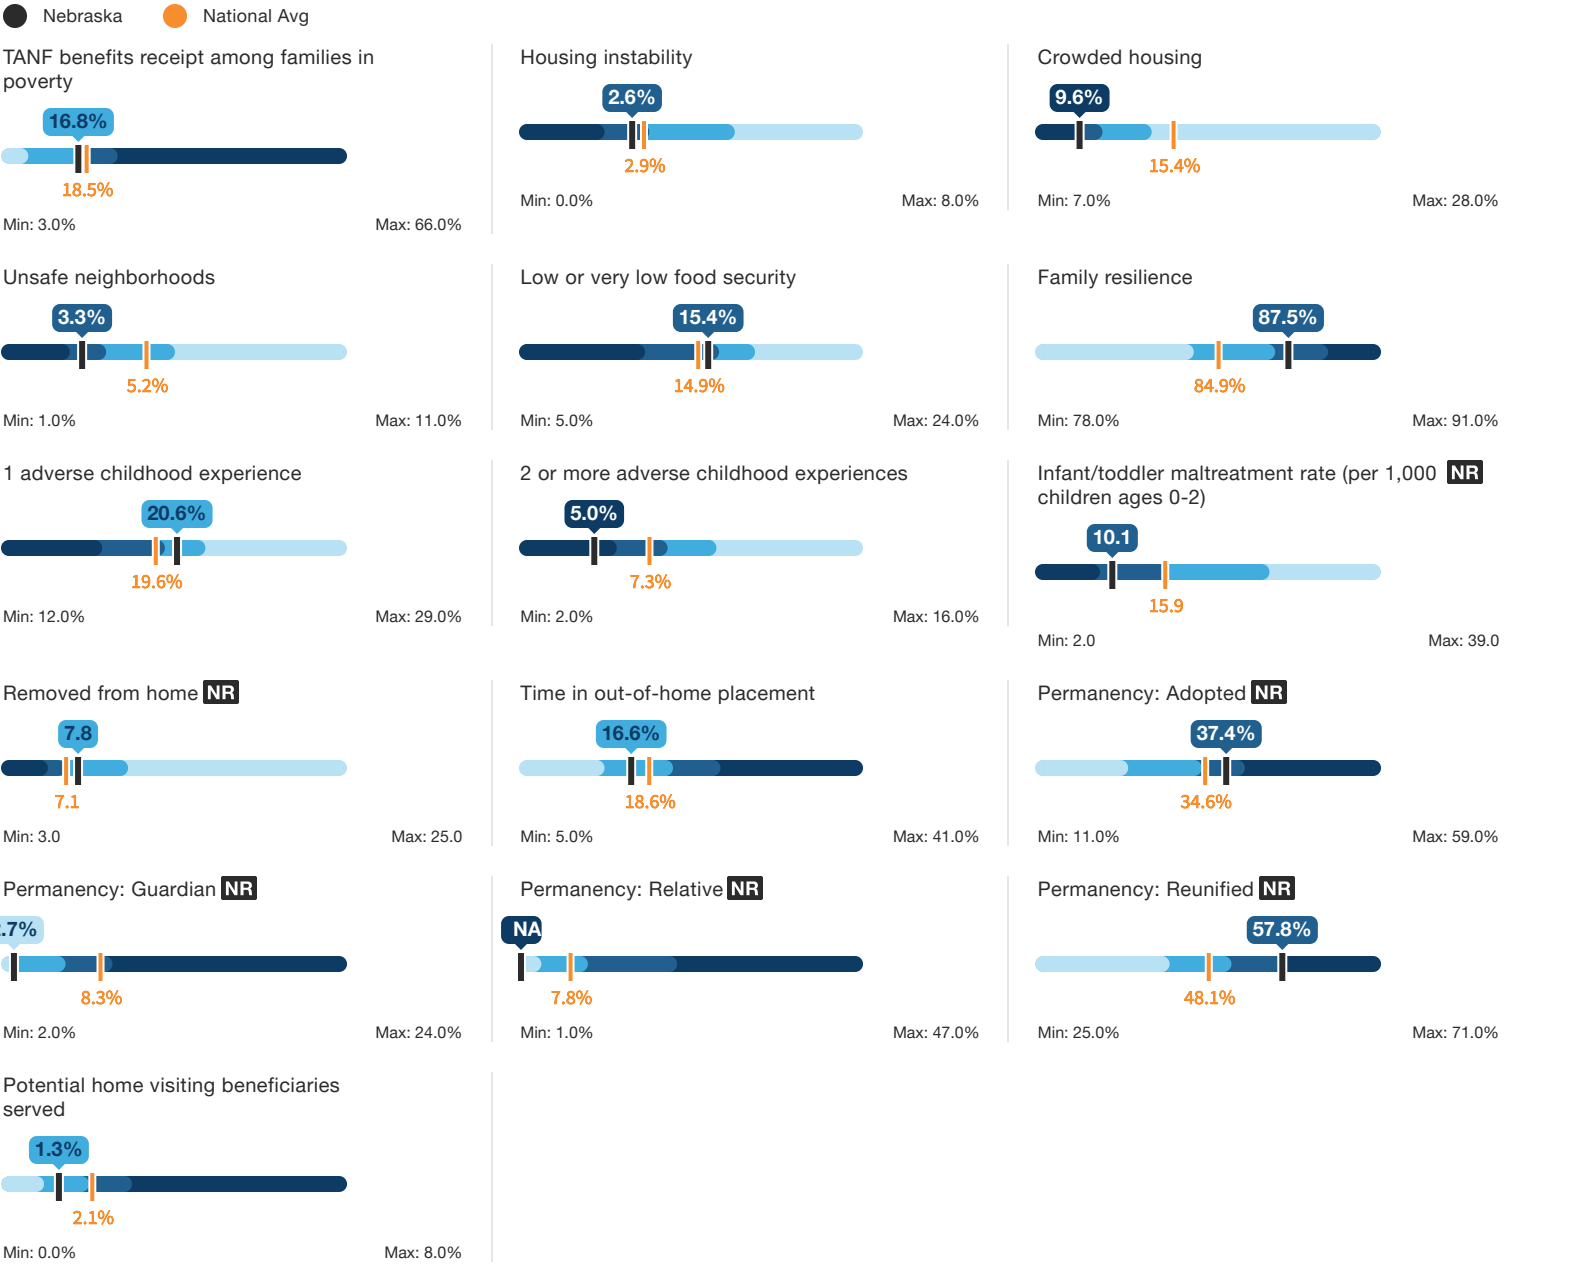 Nebraska
National Avg
TANF benefits receipt among families in
poverty
16.8%
18.5%
Min: 3.0%
Max: 66.0%
Housing instability
2.6%
2.9%
Min: 0.0%
Max: 8.0%
Crowded housing
9.6%
15.4%
Min: 7.0%
Max: 28.0%
Unsafe neighborhoods
3.3%
5.2%
Min: 1.0%
Max: 11.0%
Low or very low food security
15.4%
14.9%
Min: 5.0%
Max: 24.0%
Family resilience
87.5%
84.9%
Min: 78.0%
Max: 91.0%
1 adverse childhood experience
20.6%
19.6%
Min: 12.0%
Max: 29.0%
2 or more adverse childhood experiences
5.0%
7.3%
Min: 2.0%
Max: 16.0%
Infant/toddler maltreatment rate (per 1,000 NR
children ages 0-2)
10.1
15.9
Min: 2.0
Max: 39.0
Removed from home NR
7.8
7.1
Min: 3.0
Max: 25.0
Time in out-of-home placement
16.6%
18.6%
Min: 5.0%
Max: 41.0%
Permanency: Adopted NR
37.4%
34.6%
Min: 11.0%
Max: 59.0%
Permanency: Guardian NR
.7%
8.3%
Min: 2.0%
Max: 24.0%
Permanency: Relative NR
NA
7.8%
Min: 1.0%
Max: 47.0%
Permanency: Reunified NR
57.8%
48.1%
Min: 25.0%
Max: 71.0%
Potential home visiting beneficiaries
served
1.3%
2.1%
Min: 0.0%
Max: 8.0%